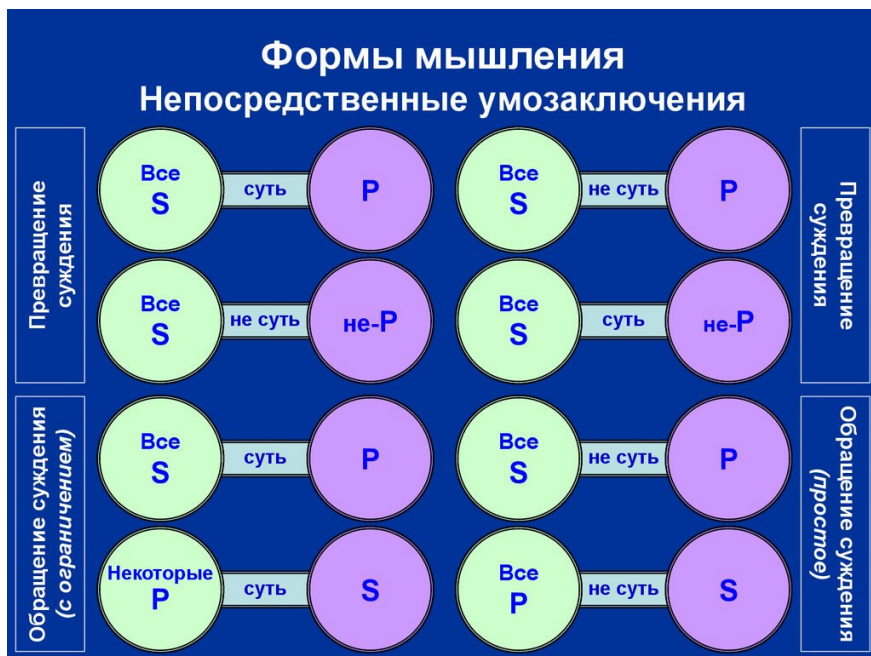 Формы мышления
Непосредственные умозаключения
Превращение
суждения
Все
S
суть
P
Все
S
не суть
P
Превращение
суждения
Все
S
не суть
не-P
Все
S
суть
не-P
Обращение суждения
(с ограничением)
Все
S
суть
P
Все
S
не суть
P
Обращение суждения
(простое)
Некоторые
P
суть
S
Все
P
не суть
S